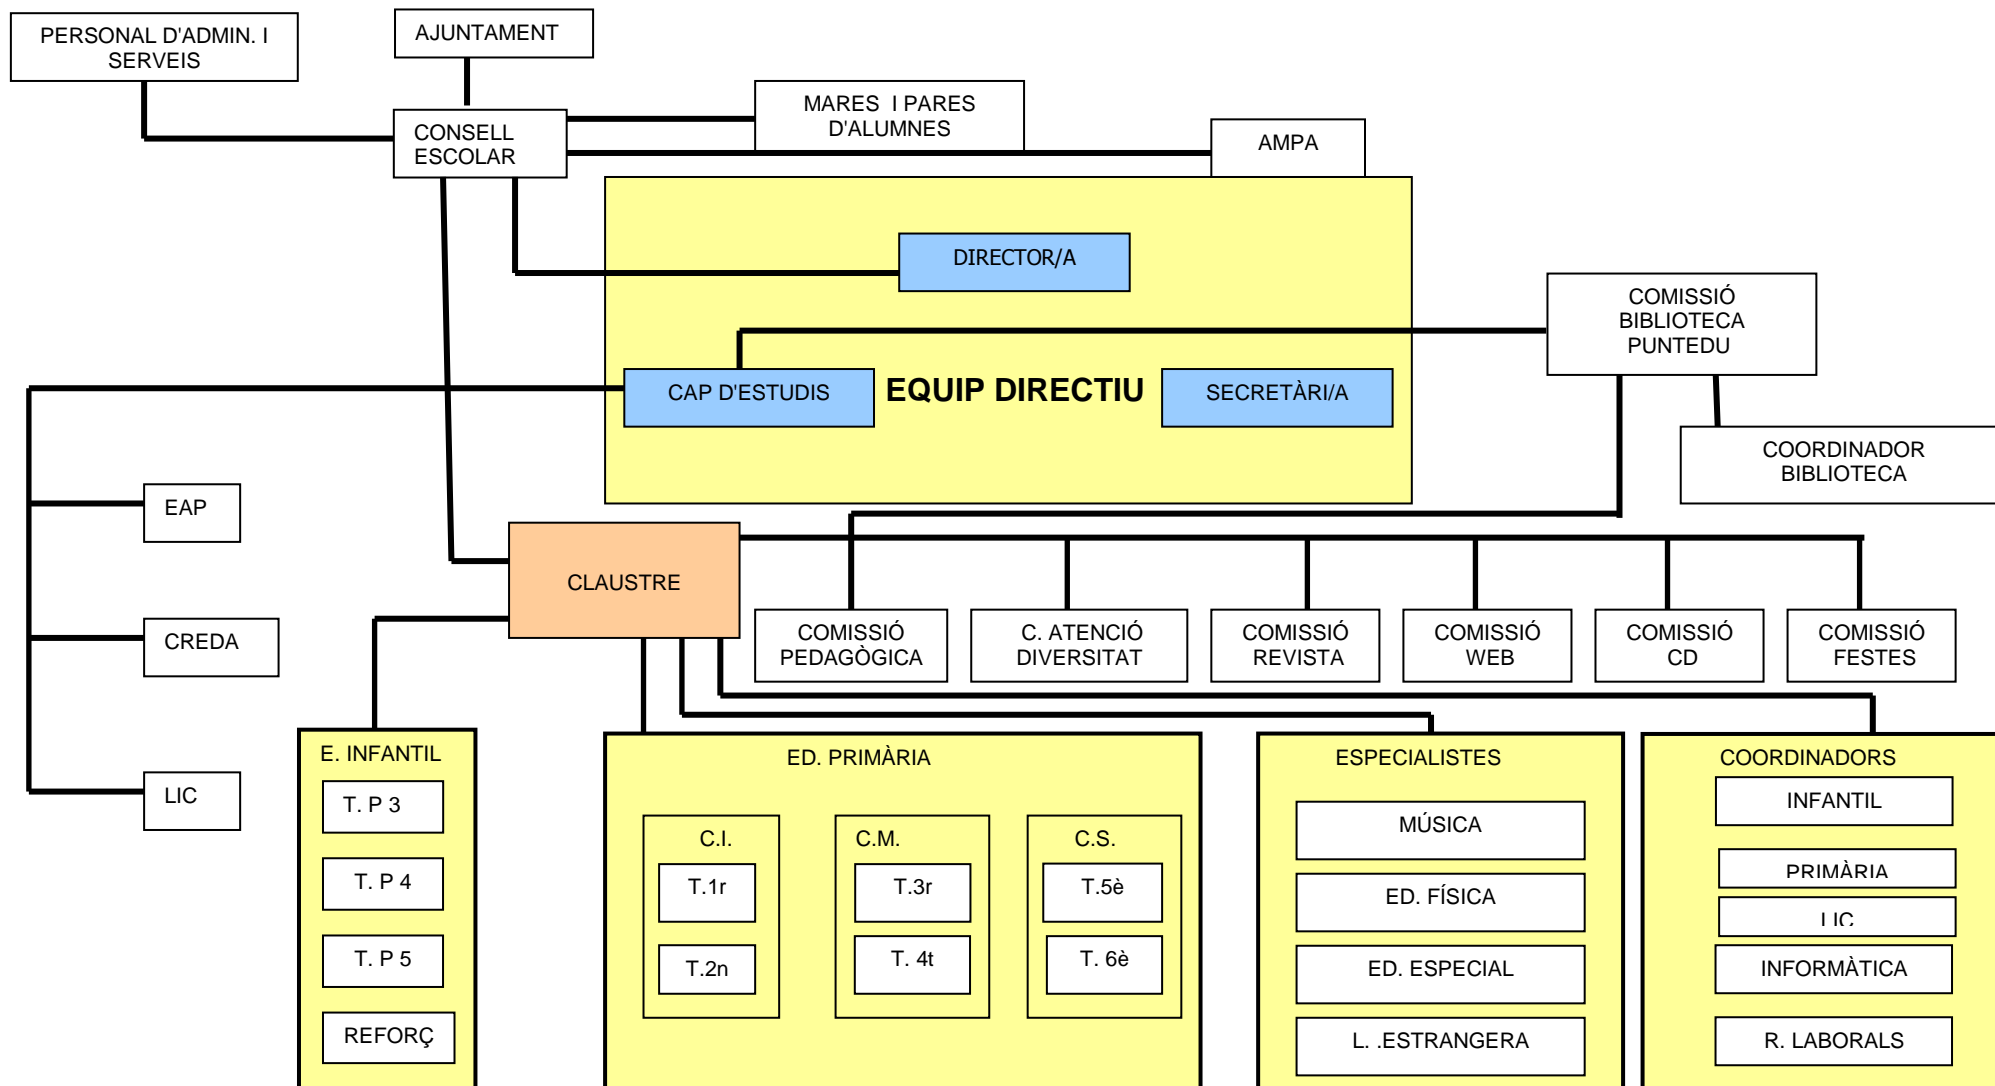 PERSONAL D'ADMIN. I
SERVEIS
AJUNTAMENT
MARES I PARES
D'ALUMNES
CONSELL
ESCOLAR
AMPA
DIRECTOR/A
COMISSIÓ
BIBLIOTECA
PUNTEDU
CAP D'ESTUDIS
EQUIP DIRECTIU
SECRETÀRI/A
COORDINADOR
BIBLIOTECA
EAP
CLAUSTRE
CREDA
COMISSIÓ
PEDAGÒGICA
C. ATENCIÓ
DIVERSITAT
COMISSIÓ
REVISTA
COMISSIÓ
WEB
COMISSIÓ
CD
COMISSIÓ
FESTES
LIC
E. INFANTIL
T. P 3
T. P 4
T. P 5
REFORÇ
ED. PRIMÀRIA
C.I.
T.1r
T.2n
C.M.
T.3r
T. 4t
C.S.
T.5è
T. 6è
ESPECIALISTES
MÚSICA
ED. FÍSICA
ED. ESPECIAL
L. .ESTRANGERA
COORDINADORS
INFANTIL
PRIMÀRIA
LIC
INFORMÀTICA
R. LABORALS